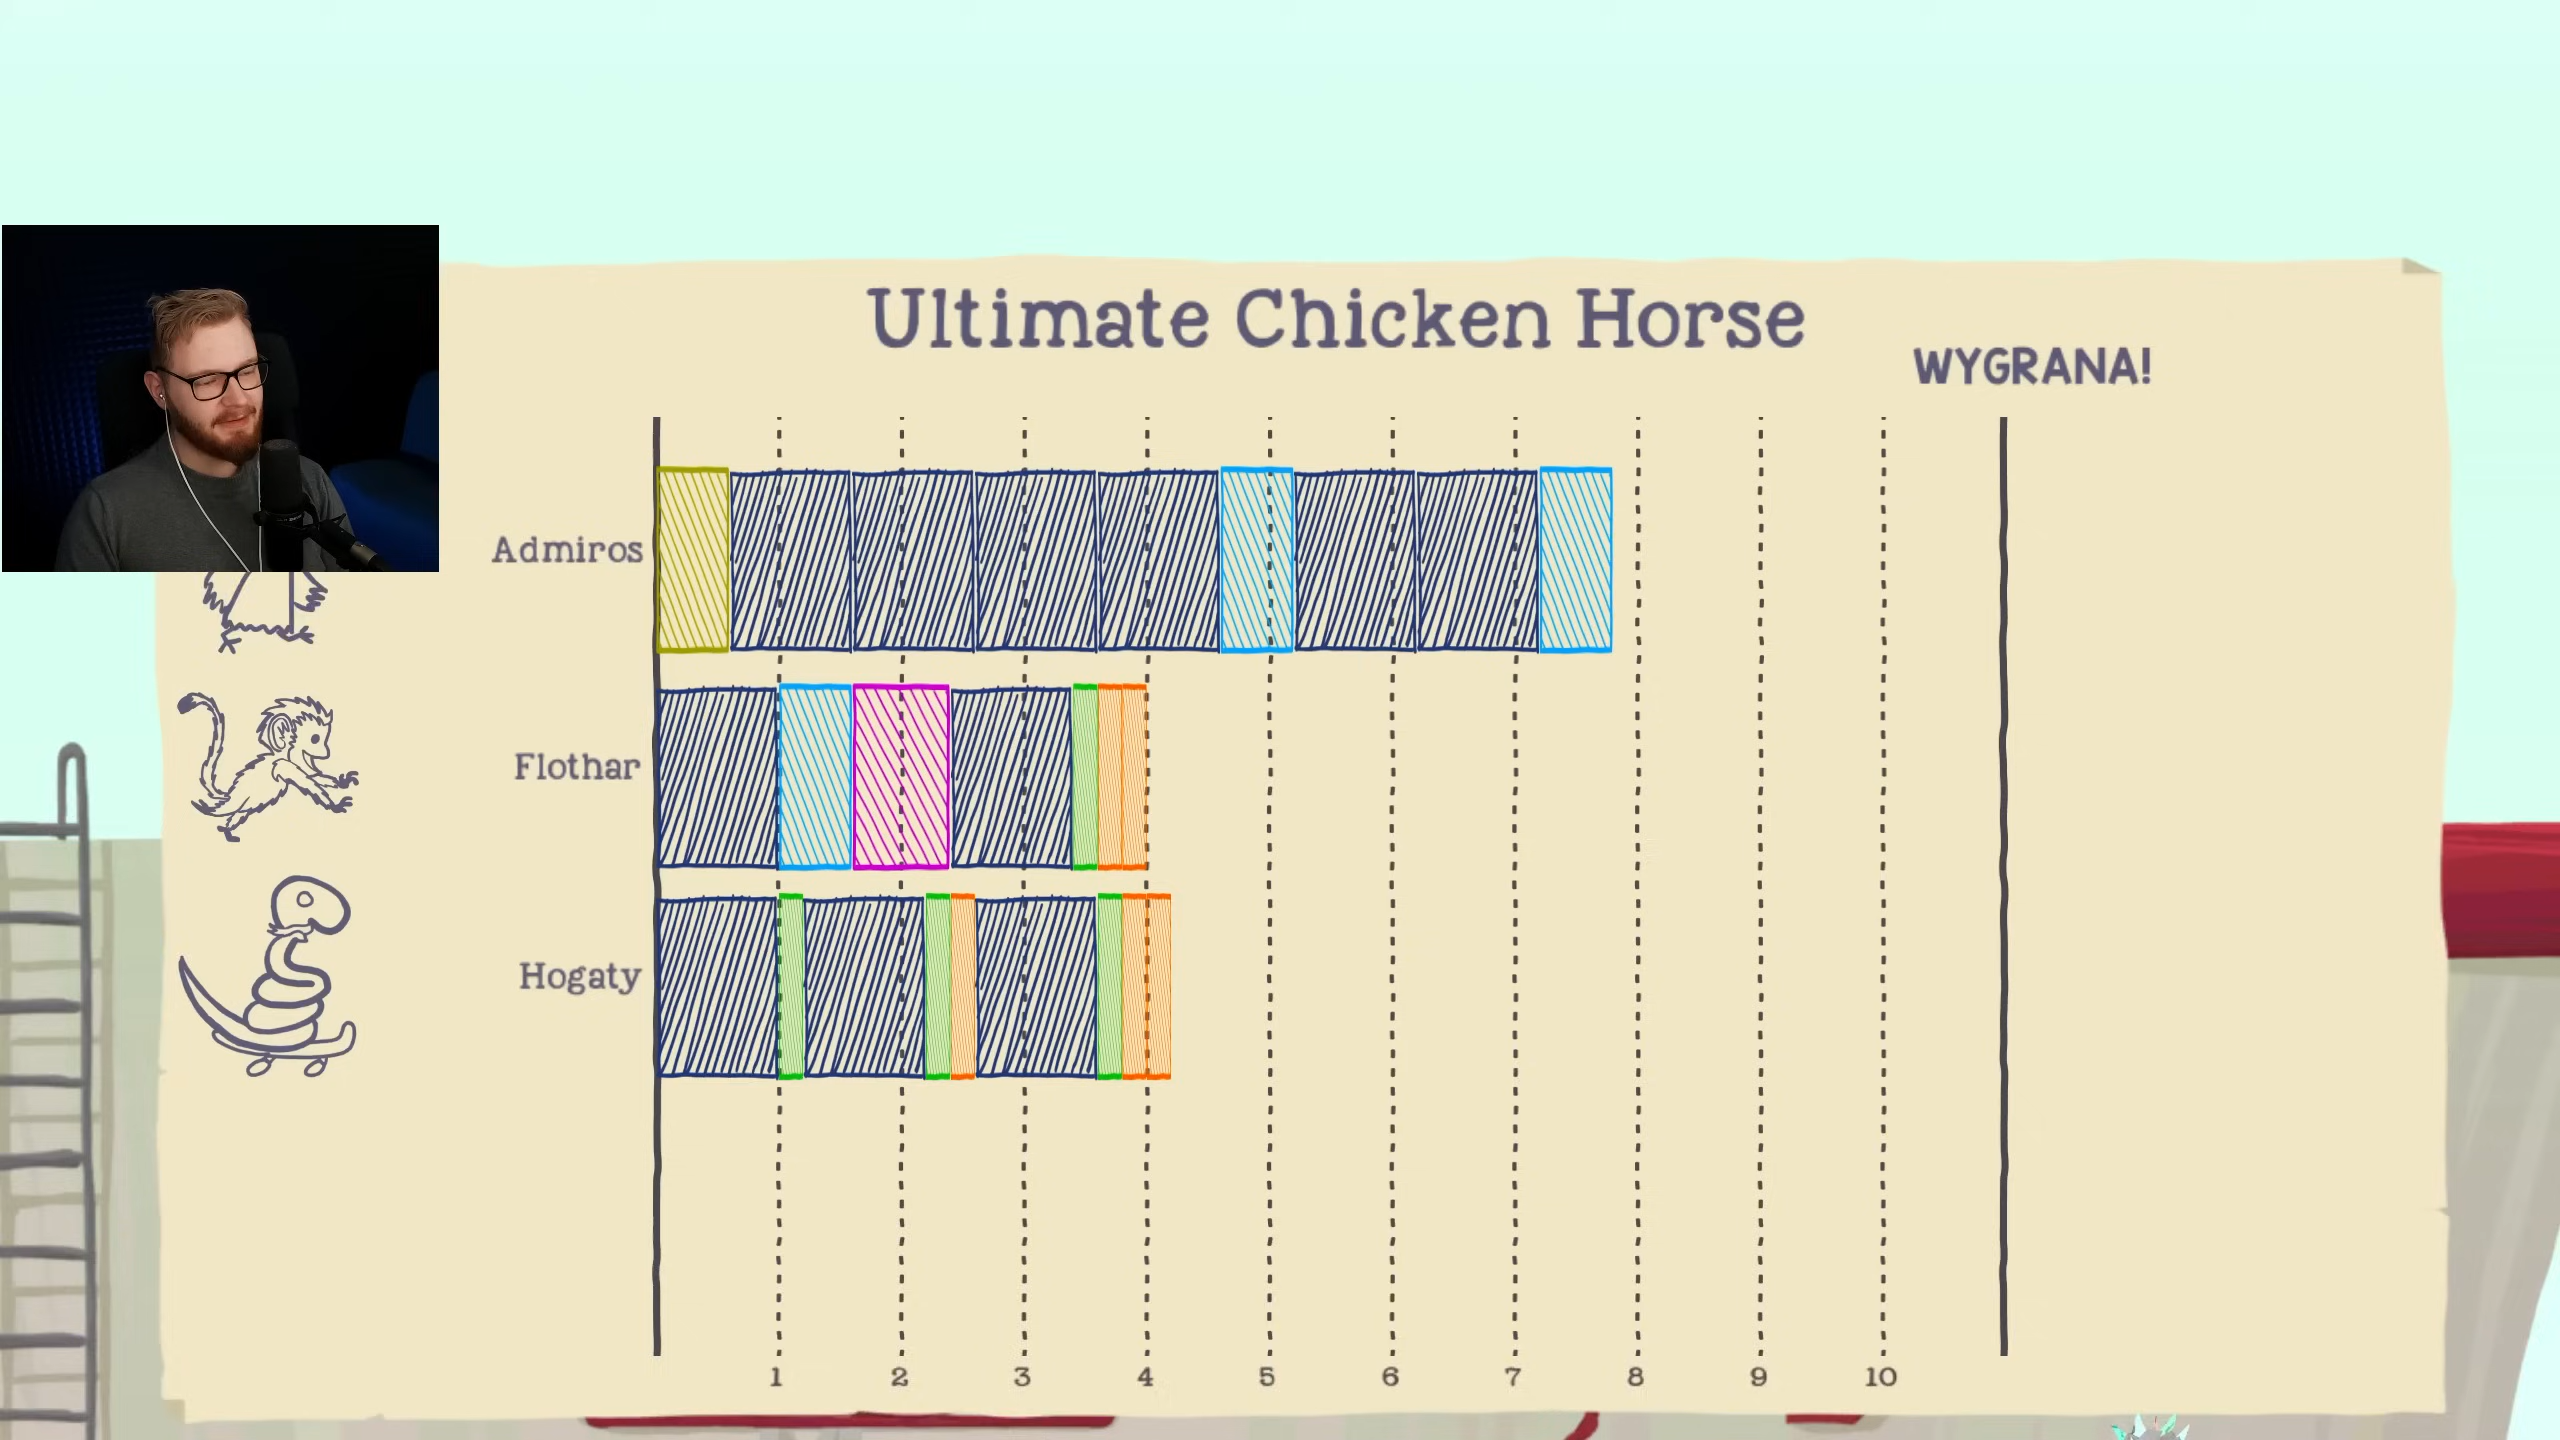 Ultimate Chicken Horse
WYGRANA!
Admiros
Flothar
Hogaty
1 2 3 4 5 6 7 8 9 10